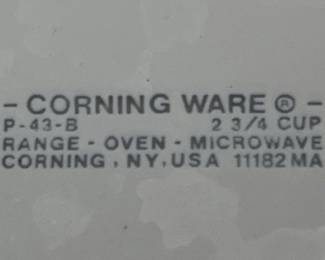 - CORNING WARE ® -
P-43-B 2 3/4 CUP
RANGE - OVEN - MICROWAVE
CORNING, NY, USA 11182 MA